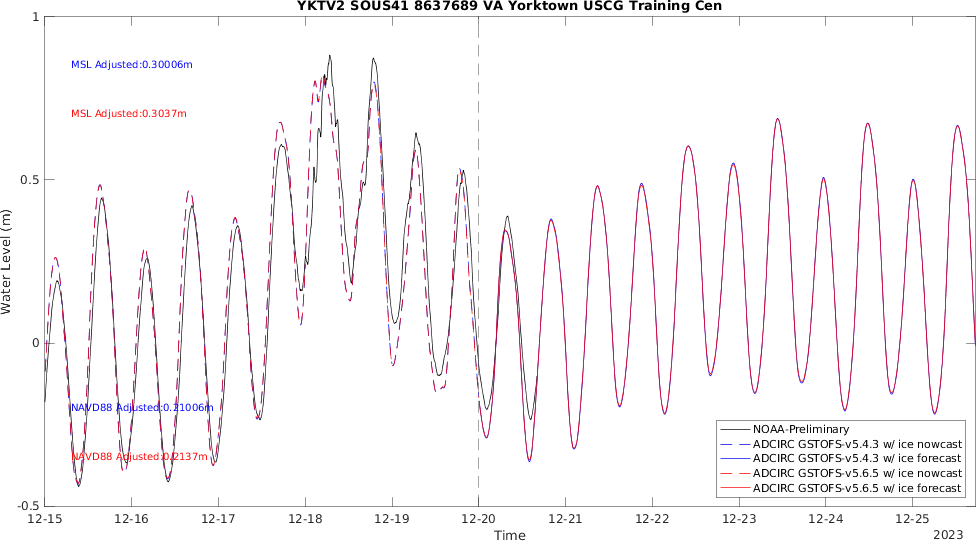 YKTV2 SOUS41 8637689 VA Yorktown USCG Training Cen
1
MSL Adjusted:0.30006m
MSL Adjusted:0.3037m
0.5
Water Level (m)
0
NAVD88 Adjusted:0.21006m
NAVD88 Adjusted:0.2137m
-0.5
NOAA-Preliminary
ADCIRC GSTOFS-v5.4.3 w/ ice nowcast
ADCIRC GSTOFS-v5.4.3 w/ ice forecast
ADCIRC GSTOFS-v5.6.5 w/ ice nowcast
ADCIRC GSTOFS-v5.6.5 w/ ice forecast
12-15 12-16 12-17 12-18 12-19 12-20 12-21 12-22 12-23 12-24 12-25
Time
2023